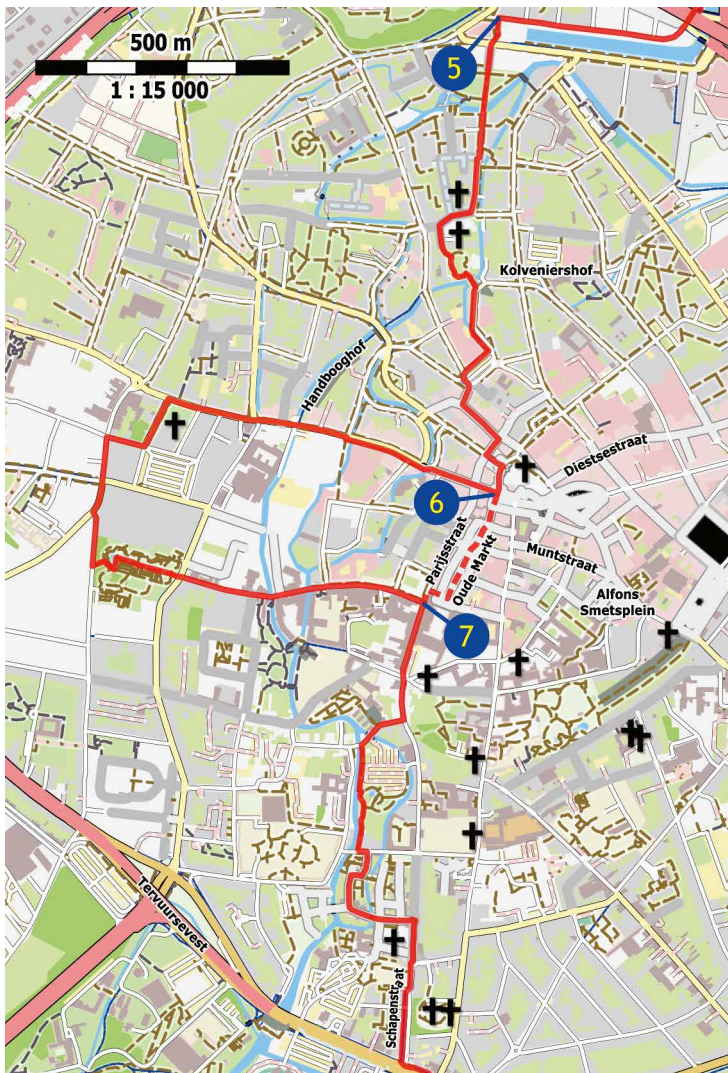 500 m
1 : 15 000
5
Kolveniershof
Handbooghof
Diestsestraat
6
Parijsstraat
Oude Markt
Muntstraat
Alfons
Smetsplein
7
Tervuursevest
Schapenstraat